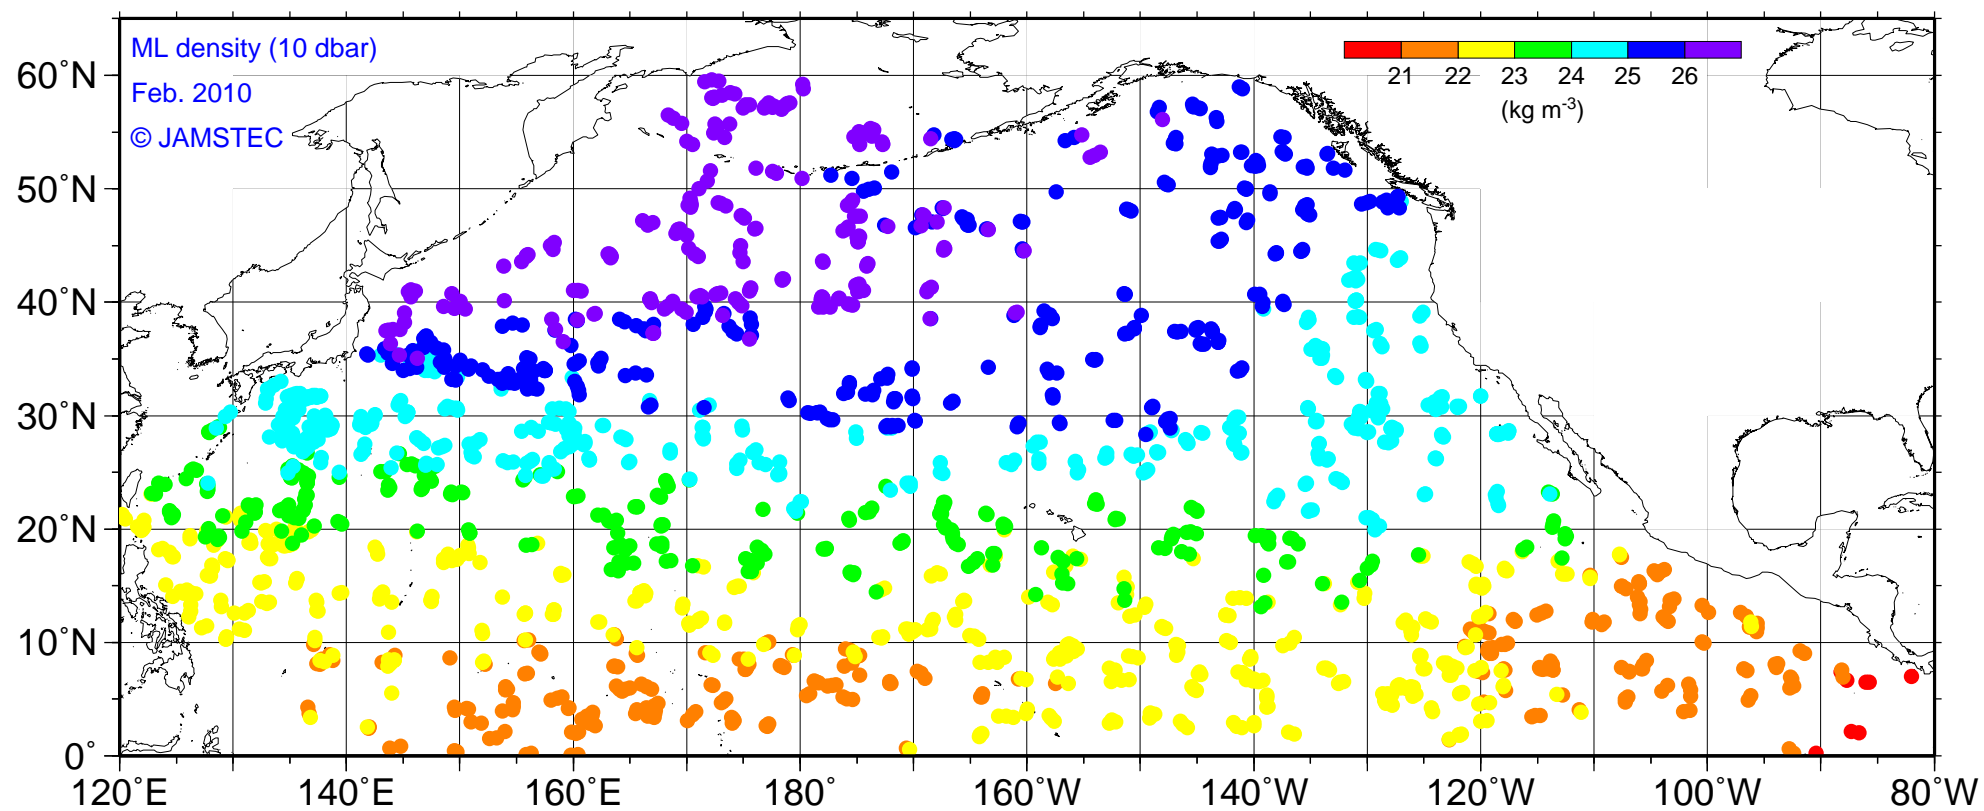 ML density (10 dbar)
Feb. 2010
© JAMSTEC
21 22 23 24 25 26
(kg m-3)
60˚N
50˚N
40˚N
30˚N
20˚N
10˚N
0˚
120˚E 140˚E 160˚E 180˚ 160˚W 140˚W 120˚W 100˚W 80˚W